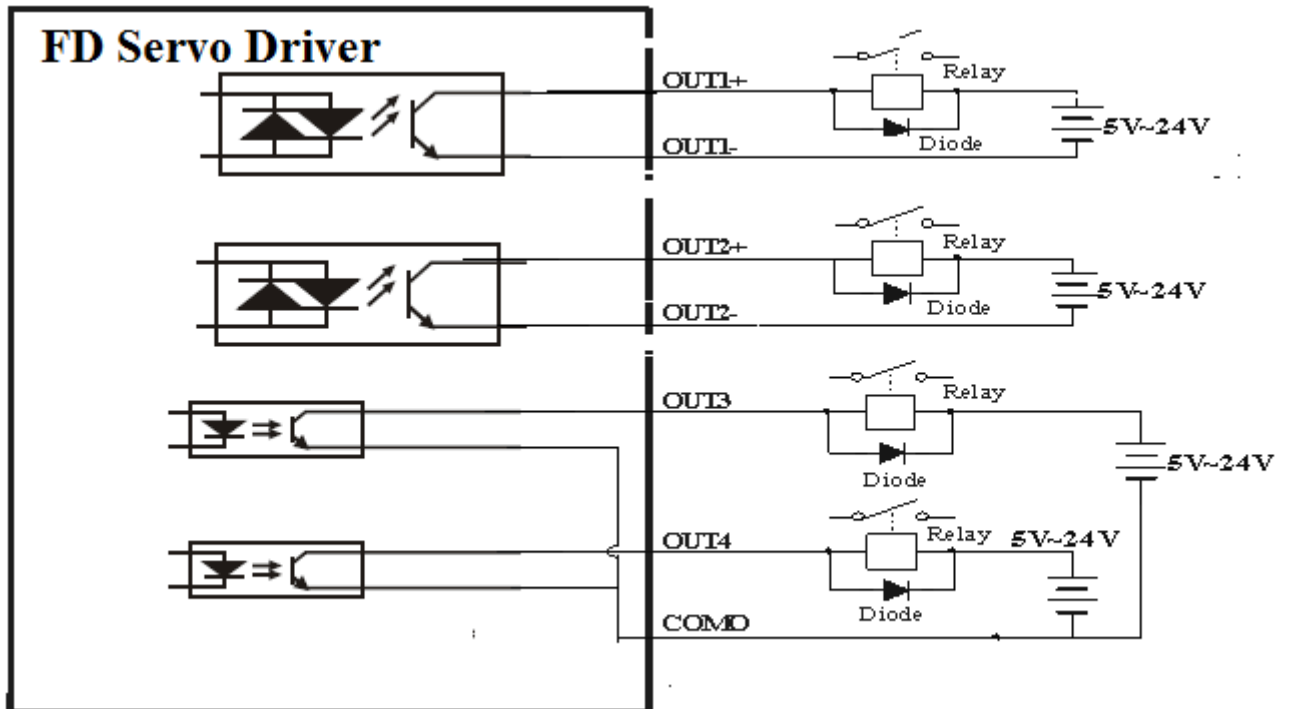 FD Servo Driver
OUT1+
Relay
5V~24V
Diode
OUT1-
OUT2+
Relay
5V~24V
Diode
OUT2-
OUT3
Relay
5V~24V
Diode
OUT4
Relay
5V~24V
Diode
COMO